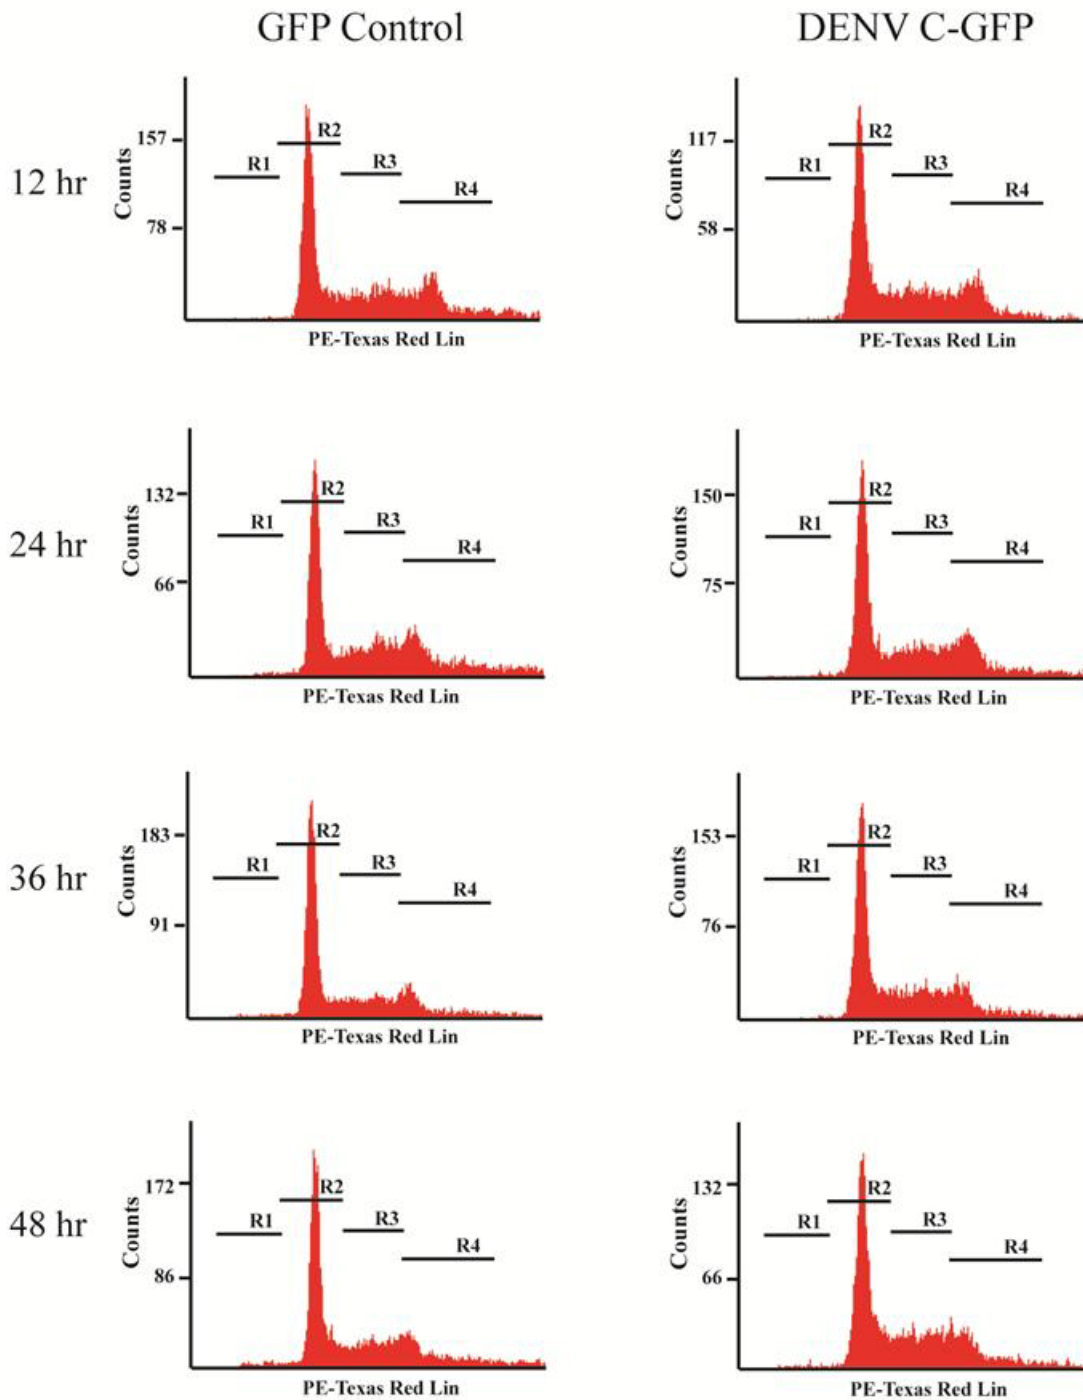 GFP Control DENV C-GFP
12 hr
Counts 157 78 R1 R2 R3 R4
PE-Texas Red Lin
Counts 117 58 R1 R2 R3 R4
PE-Texas Red Lin
24 hr
Counts 132 66 R1 R2 R3 R4
PE-Texas Red Lin
Counts 150 75 R1 R2 R3 R4
PE-Texas Red Lin
36 hr
Counts 183 91 R1 R2 R3 R4
PE-Texas Red Lin
Counts 153 76 R1 R2 R3 R4
PE-Texas Red Lin
48 hr
Counts 172 86 R1 R2 R3 R4
PE-Texas Red Lin
Counts 132 66 R1 R2 R3 R4
PE-Texas Red Lin